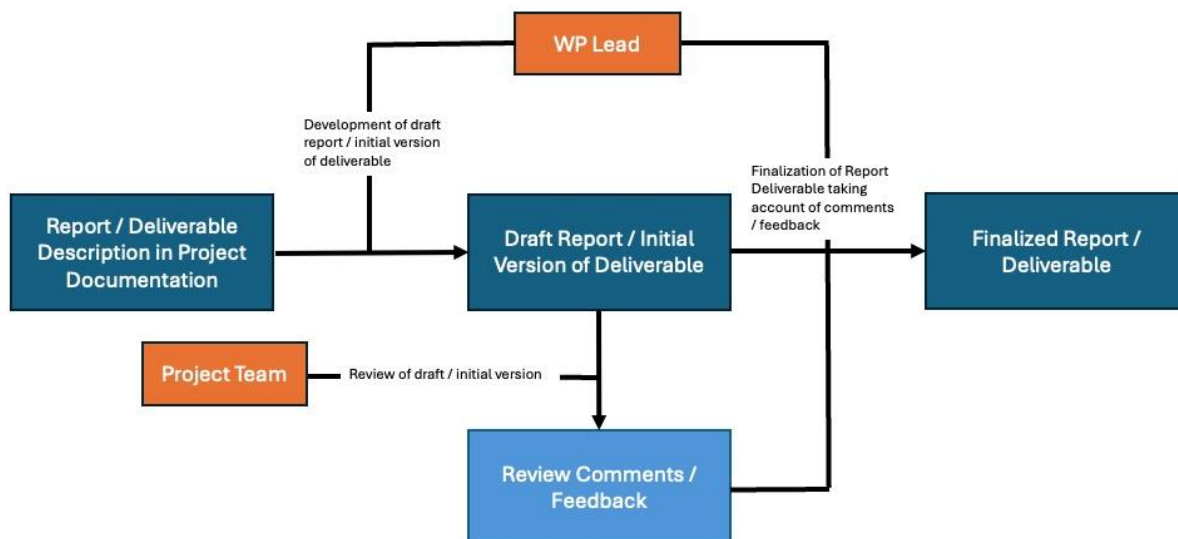 WP Lead
Development of draft
report / initial version
of deliverable
Finalization of Report
Deliverable taking
account of comments
/ feedback
Report / Deliverable
Description in Project
Documentation
Draft Report / Initial
Version of Deliverable
Finalized Report /
Deliverable
Project Team
Review of draft / initial version
Review Comments /
Feedback